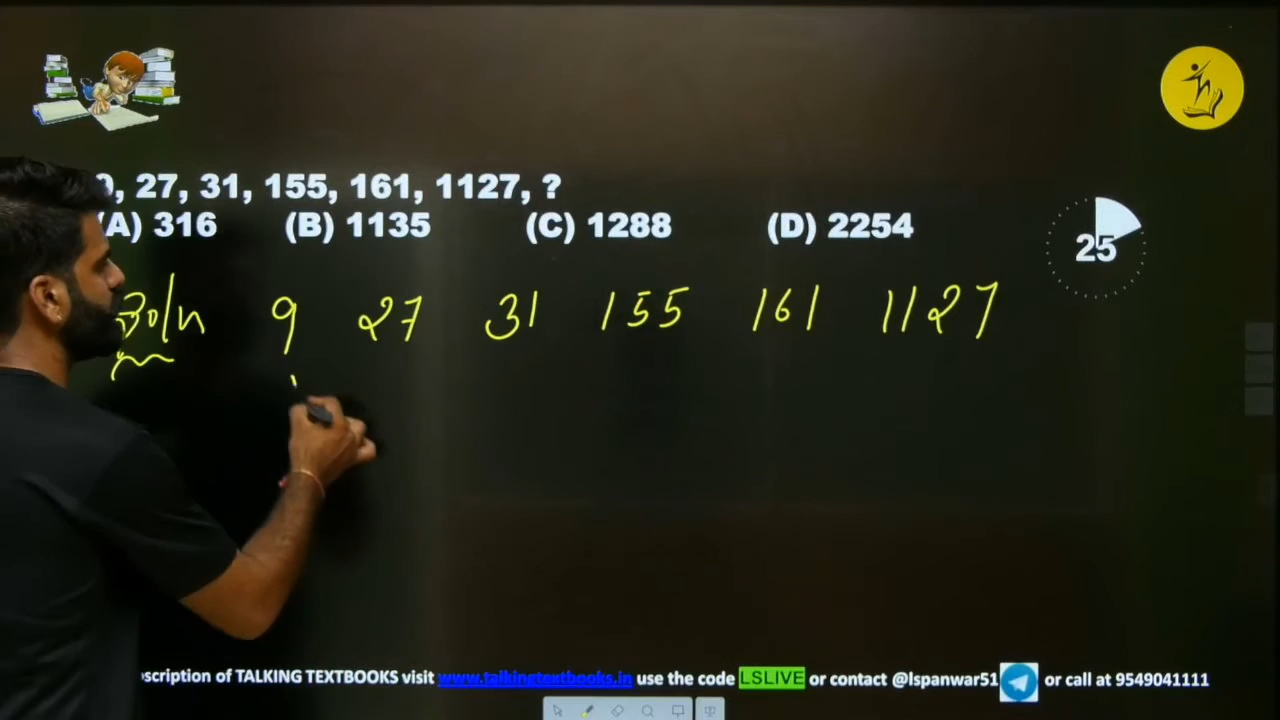 9, 27, 31, 155, 161, 1127, ?
(A) 316 (B) 1135 (C) 1288 (D) 2254
25
Soln 9 27 31 155 161 1127
of TALKING TEXTBOOKS visit www.talkingtextbooks.in use the code LSLIVE or contact @lspanwar51 or call at 9549041111